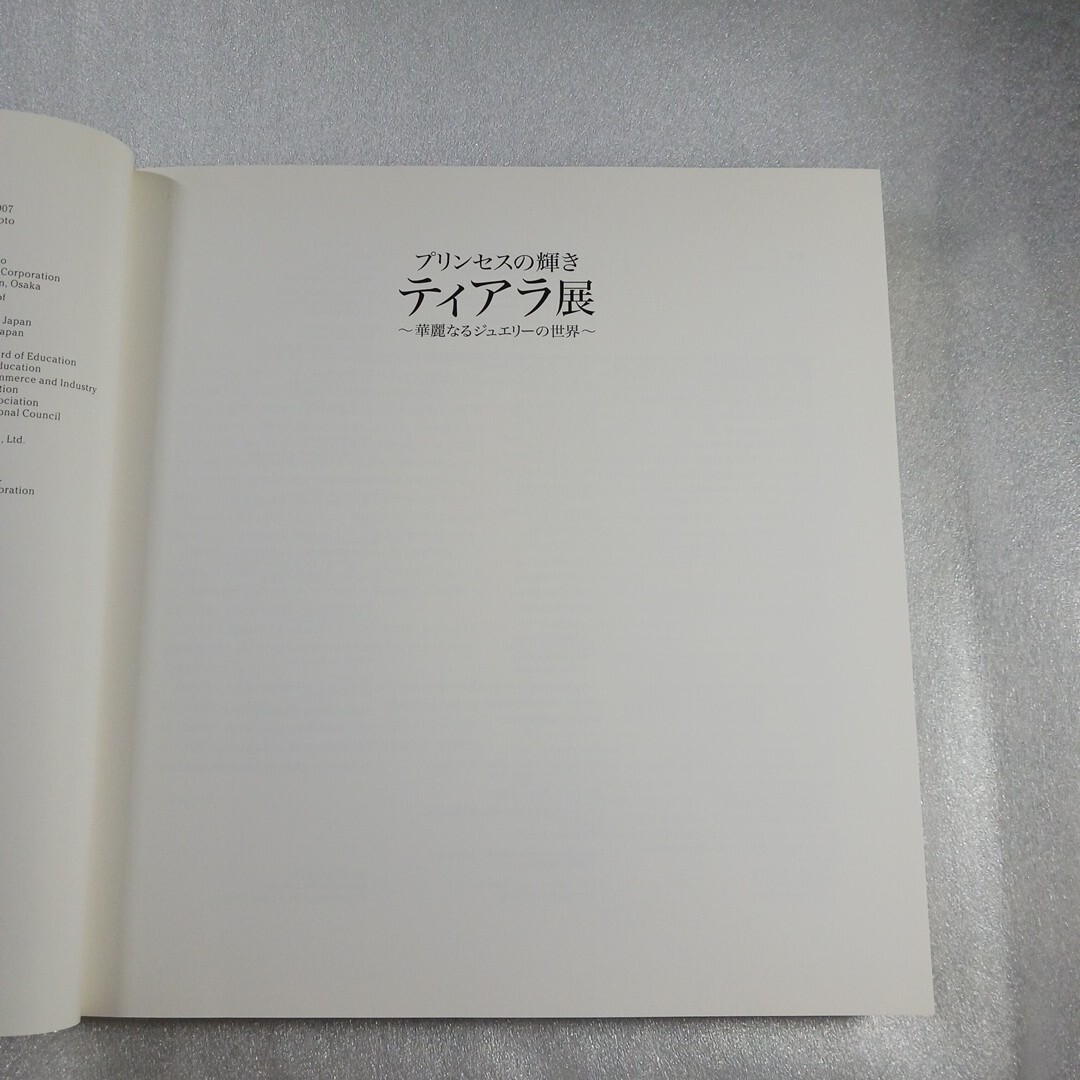 007
oto
o
Corporation
n, Osaka
of
Japan
apan
rd of Education
ducation
mmerce and Industry
tion
ociation
onal Council
, Ltd.
oration
プリンセスの輝き
ティアラ展
～華麗なるジュエリーの世界～